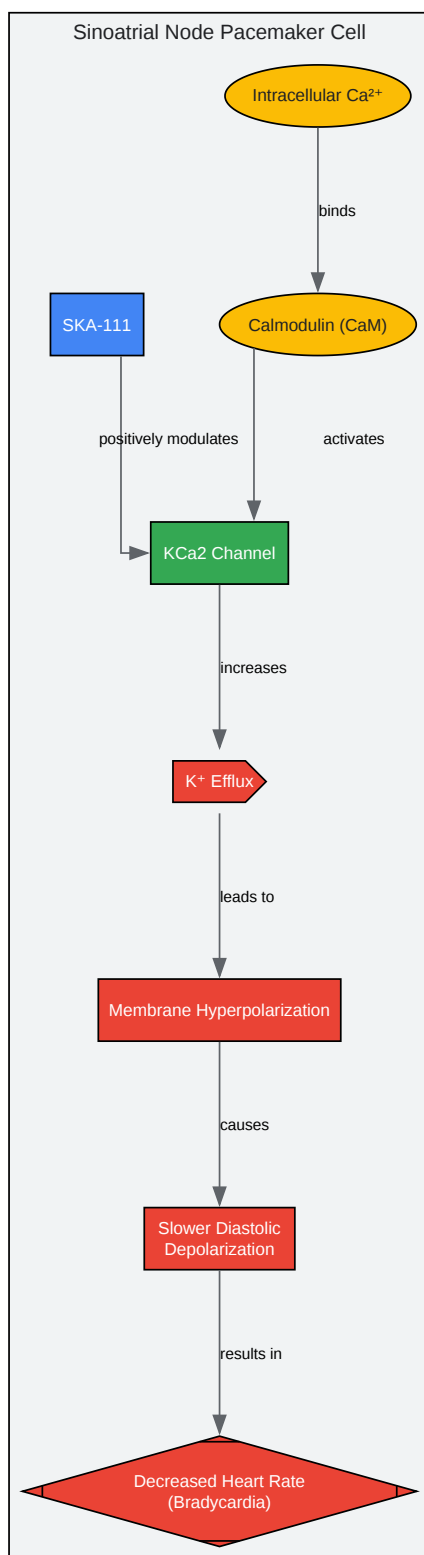 Sinoatrial Node Pacemaker Cell
Intracellular Ca²⁺
binds
SKA-111
Calmodulin (CaM)
positively modulates
activates
KCa2 Channel
increases
K⁺ Efflux
leads to
Membrane Hyperpolarization
causes
Slower Diastolic
Depolarization
results in
Decreased Heart Rate
(Bradycardia)